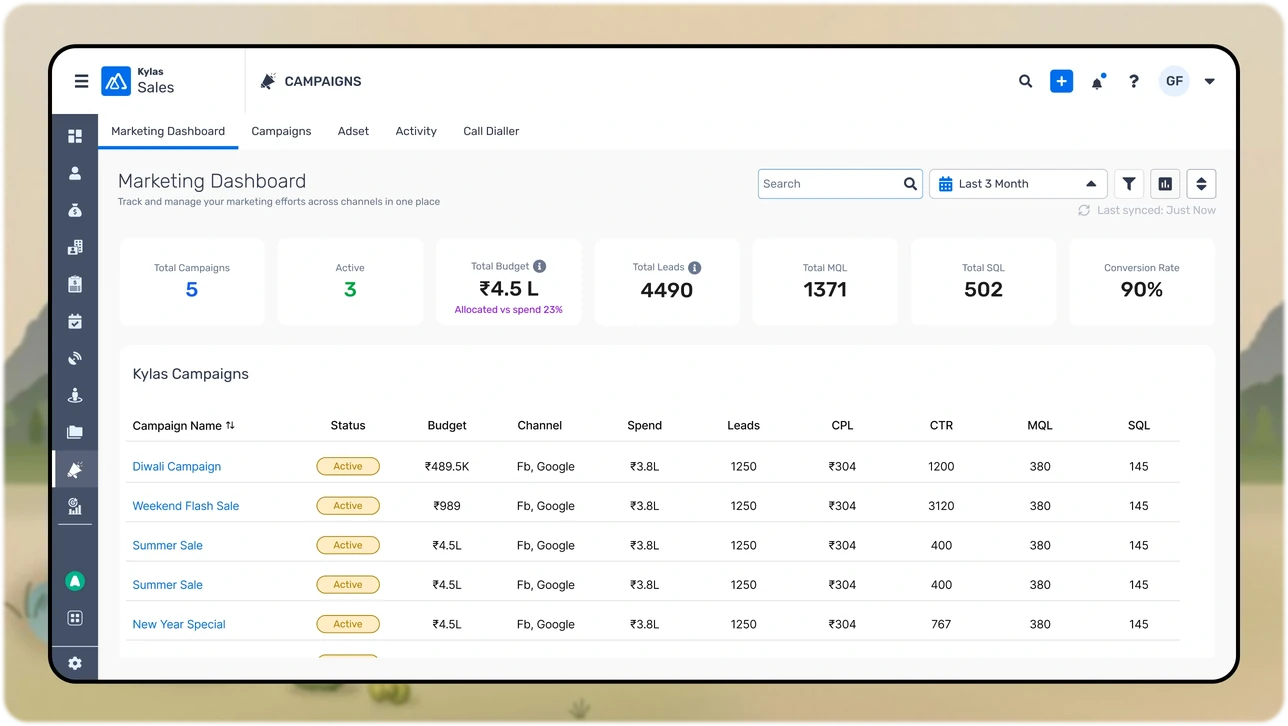 Kylas
Sales
CAMPAIGNS
GF
Marketing Dashboard Campaigns Adset Activity Call Dialler
Marketing Dashboard
Track and manage your marketing efforts across channels in one place
Search
Last 3 Month
Last synced: Just Now
Total Campaigns
5
Active
3
Total Budget
₹4.5 L
Allocated vs spend 23%
Total Leads
4490
Total MQL
1371
Total SQL
502
Conversion Rate
90%
Kylas Campaigns
Campaign Name Status Budget Channel Spend Leads CPL CTR MQL SQL
Diwali Campaign Active ₹489.5K Fb, Google ₹3.8L 1250 ₹304 1200 380 145
Weekend Flash Sale Active ₹989 Fb, Google ₹3.8L 1250 ₹304 3120 380 145
Summer Sale Active ₹4.5L Fb, Google ₹3.8L 1250 ₹304 400 380 145
Summer Sale Active ₹4.5L Fb, Google ₹3.8L 1250 ₹304 400 380 145
New Year Special Active ₹4.5L Fb, Google ₹3.8L 1250 ₹304 767 380 145